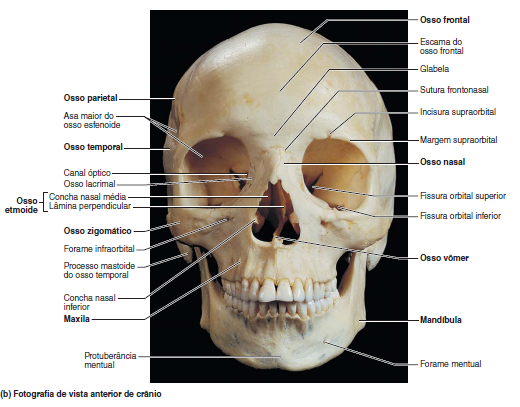 Osso frontal
Escama do
osso frontal
Glabela
Sutura frontonasal
Incisura supraorbital
Margem supraorbital
Osso nasal
Fissura orbital superior
Fissura orbital inferior
Osso vômer
Mandíbula
Forame mentual
Osso parietal
Asa maior do
osso esfenoide
Osso temporal
Canal óptico
Osso lacrimal
Osso
etmoide
Concha nasal média
Lâmina perpendicular
Osso zigomático
Forame infraorbital
Processo mastoide
do osso temporal
Concha nasal
inferior
Maxila
Protuberância
mentual
(b) Fotografia de vista anterior de crânio